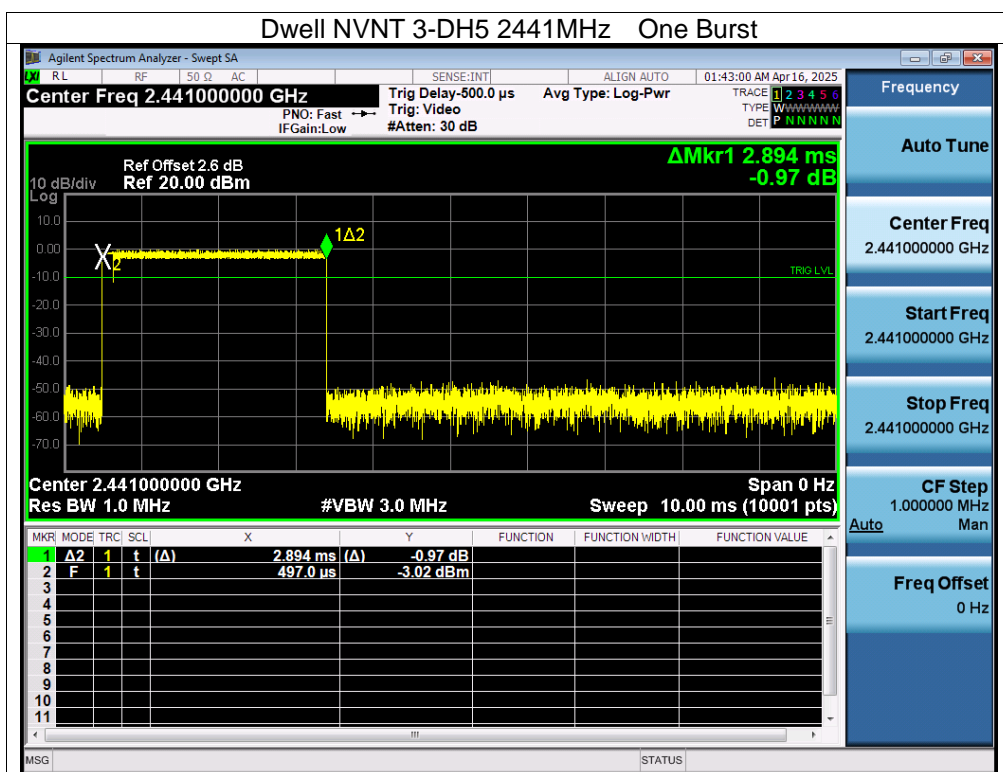 Dwell NVNT 3-DH5 2441MHz One Burst
Agilent Spectrum Analyzer - Swept SA
LXI RL RF 50 Ω AC SENSE:INT ALIGN AUTO 01:43:00 AM Apr 16, 2025
Center Freq 2.441000000 GHz
PNO: Fast
IFGain:Low
Trig Delay-500.0 µs
Trig: Video
#Atten: 30 dB
Avg Type: Log-Pwr
TRACE 1 2 3 4 5 6
TYPE WWWWWWW
DET P NNNNN
ΔMkr1 2.894 ms
-0.97 dB
Ref Offset 2.6 dB
10 dB/div Ref 20.00 dBm
Log
10.0
0.00
-10.0
-20.0
-30.0
-40.0
-50.0
-60.0
-70.0
1Δ2
X2
TRIG LVL
Center 2.441000000 GHz Span 0 Hz
Res BW 1.0 MHz #VBW 3.0 MHz Sweep 10.00 ms (10001 pts)
MKR MODE TRC SCL X Y FUNCTION FUNCTION WIDTH FUNCTION VALUE
1 Δ2 1 t (Δ) 2.894 ms (Δ) -0.97 dB
2 F 1 t 497.0 µs -3.02 dBm
3
4
5
6
7
8
9
10
11
MSG STATUS
Frequency
Auto Tune
Center Freq
2.441000000 GHz
Start Freq
2.441000000 GHz
Stop Freq
2.441000000 GHz
CF Step
1.000000 MHz
Auto Man
Freq Offset
0 Hz